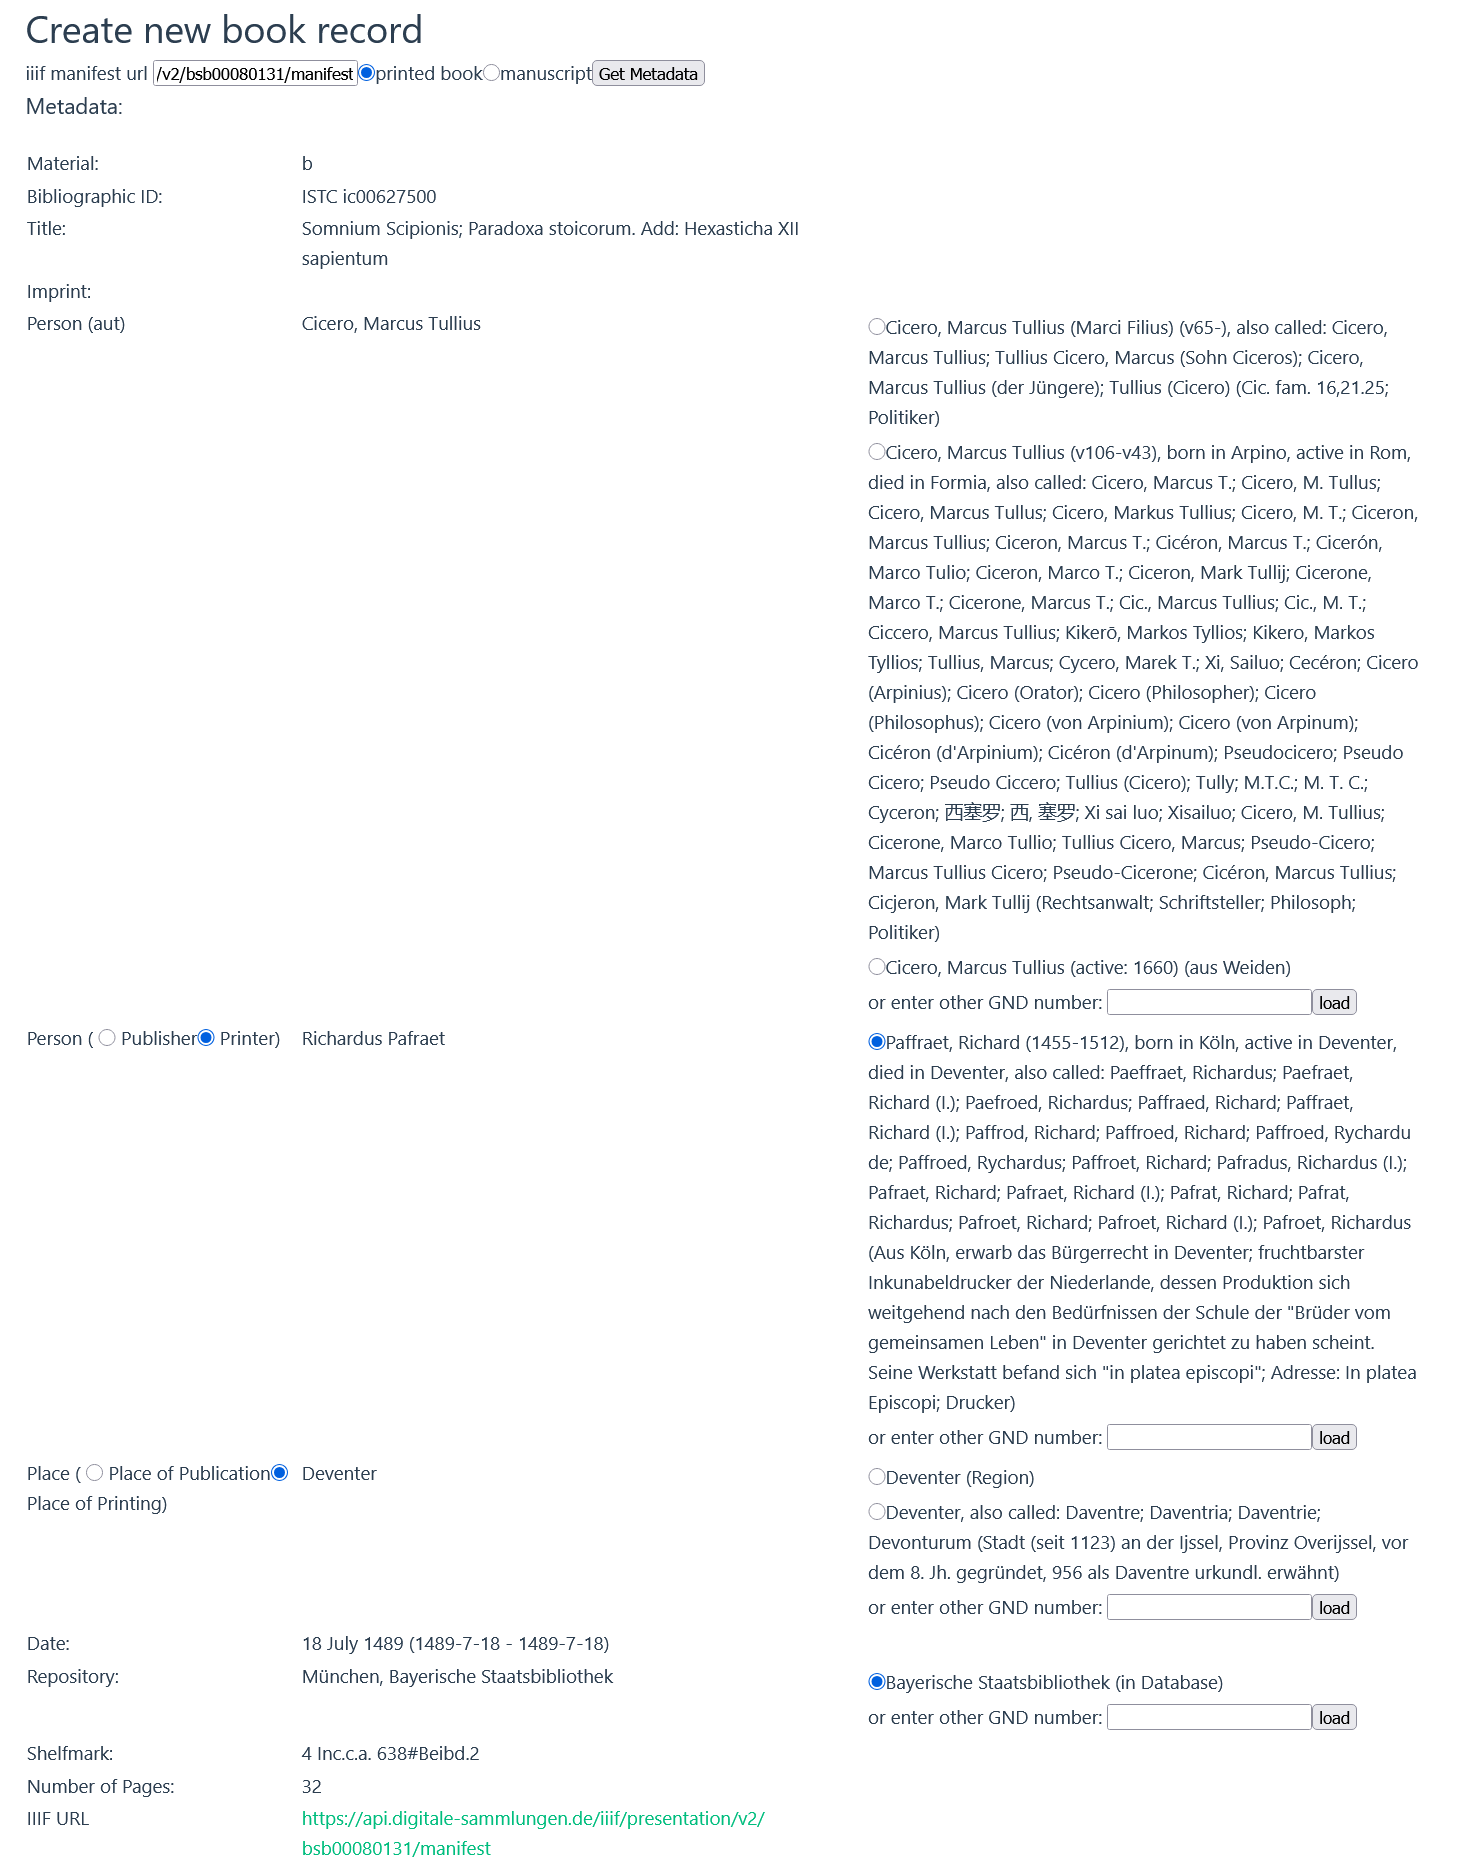 Create new book record
iiif manifest url /v2/bsb00080131/manifest printed book manuscript Get Metadata
Metadata:
Material: b
Bibliographic ID: ISTC ic00627500
Title: Somnium Scipionis; Paradoxa stoicorum. Add: Hexasticha XII
sapientum
Imprint:
Person (aut) Cicero, Marcus Tullius
Cicero, Marcus Tullius (Marci Filius) (v65-), also called: Cicero,
Marcus Tullius; Tullius Cicero, Marcus (Sohn Ciceros); Cicero,
Marcus Tullius (der Jüngere); Tullius (Cicero) (Cic. fam. 16,21.25;
Politiker)
Cicero, Marcus Tullius (v106-v43), born in Arpino, active in Rom,
died in Formia, also called: Cicero, Marcus T.; Cicero, M. Tullus;
Cicero, Marcus Tullus; Cicero, Markus Tullius; Cicero, M. T.; Ciceron,
Marcus Tullius; Ciceron, Marcus T.; Cicéron, Marcus T.; Cicerón,
Marco Tulio; Ciceron, Marco T.; Ciceron, Mark Tullij; Cicerone,
Marco T.; Cicerone, Marcus T.; Cic., Marcus Tullius; Cic., M. T.;
Ciccero, Marcus Tullius; Kikerō, Markos Tyllios; Kikero, Markos
Tyllios; Tullius, Marcus; Cycero, Marek T.; Xi, Sailuo; Cecéron; Cicero
(Arpinius); Cicero (Orator); Cicero (Philosopher); Cicero
(Philosophus); Cicero (von Arpinium); Cicero (von Arpinum);
Cicéron (d'Arpinium); Cicéron (d'Arpinum); Pseudocicero; Pseudo
Cicero; Pseudo Ciccero; Tullius (Cicero); Tully; M.T.C.; M. T. C.;
Cyceron; 西塞罗; 西, 塞罗; Xi sai luo; Xisailuo; Cicero, M. Tullius;
Cicerone, Marco Tullio; Tullius Cicero, Marcus; Pseudo-Cicero;
Marcus Tullius Cicero; Pseudo-Cicerone; Cicéron, Marcus Tullius;
Cicjeron, Mark Tullij (Rechtsanwalt; Schriftsteller; Philosoph;
Politiker)
Cicero, Marcus Tullius (active: 1660) (aus Weiden)
or enter other GND number: load
Person ( Publisher Printer) Richardus Pafraet
Paffraet, Richard (1455-1512), born in Köln, active in Deventer,
died in Deventer, also called: Paeffraet, Richardus; Paefraet,
Richard (I.); Paefroed, Richardus; Paffraed, Richard; Paffraet,
Richard (I.); Paffrod, Richard; Paffroed, Richard; Paffroed, Rychardu
de; Paffroed, Rychardus; Paffroet, Richard; Pafradus, Richardus (I.);
Pafraet, Richard; Pafraet, Richard (I.); Pafrat, Richard; Pafrat,
Richardus; Pafroet, Richard; Pafroet, Richard (I.); Pafroet, Richardus
(Aus Köln, erwarb das Bürgerrecht in Deventer; fruchtbarster
Inkunabeldrucker der Niederlande, dessen Produktion sich
weitgehend nach den Bedürfnissen der Schule der "Brüder vom
gemeinsamen Leben" in Deventer gerichtet zu haben scheint.
Seine Werkstatt befand sich "in platea episcopi"; Adresse: In platea
Episcopi; Drucker)
or enter other GND number: load
Place ( Place of Publication Deventer
Place of Printing)
Deventer (Region)
Deventer, also called: Daventre; Daventria; Daventrie;
Devonturum (Stadt (seit 1123) an der Ijssel, Provinz Overijssel, vor
dem 8. Jh. gegründet, 956 als Daventre urkundl. erwähnt)
or enter other GND number: load
Date: 18 July 1489 (1489-7-18 - 1489-7-18)
Repository: München, Bayerische Staatsbibliothek
Bayerische Staatsbibliothek (in Database)
or enter other GND number: load
Shelfmark: 4 Inc.c.a. 638#Beibd.2
Number of Pages: 32
IIIF URL https://api.digitale-sammlungen.de/iiif/presentation/v2/
bsb00080131/manifest